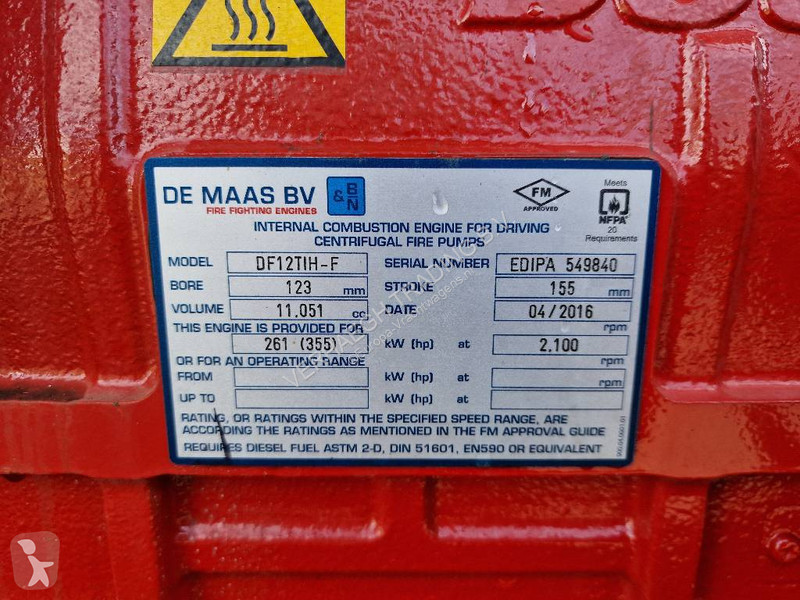 DE MAAS BV
FIRE FIGHTING ENGINES
B&N
FM
APPROVED
Meets
NFPA
20
Requirements
INTERNAL COMBUSTION ENGINE FOR DRIVING
CENTRIFUGAL FIRE PUMPS
MODEL DF12TIH-F SERIAL NUMBER EDIPA 549840
BORE 123 mm STROKE 155 mm
VOLUME 11.051 cc DATE 04/2016
THIS ENGINE IS PROVIDED FOR rpm
261 (355) kW (hp) at 2.100
OR FOR AN OPERATING RANGE rpm
FROM kW (hp) at rpm
UP TO kW (hp) at
RATING, OR RATINGS WITHIN THE SPECIFIED SPEED RANGE, ARE
ACCORDING THE RATINGS AS MENTIONED IN THE FM APPROVAL GUIDE
REQUIRES DIESEL FUEL ASTM 2-D, DIN 51601, EN590 OR EQUIVALENT
VERHAEGH TRADING BV